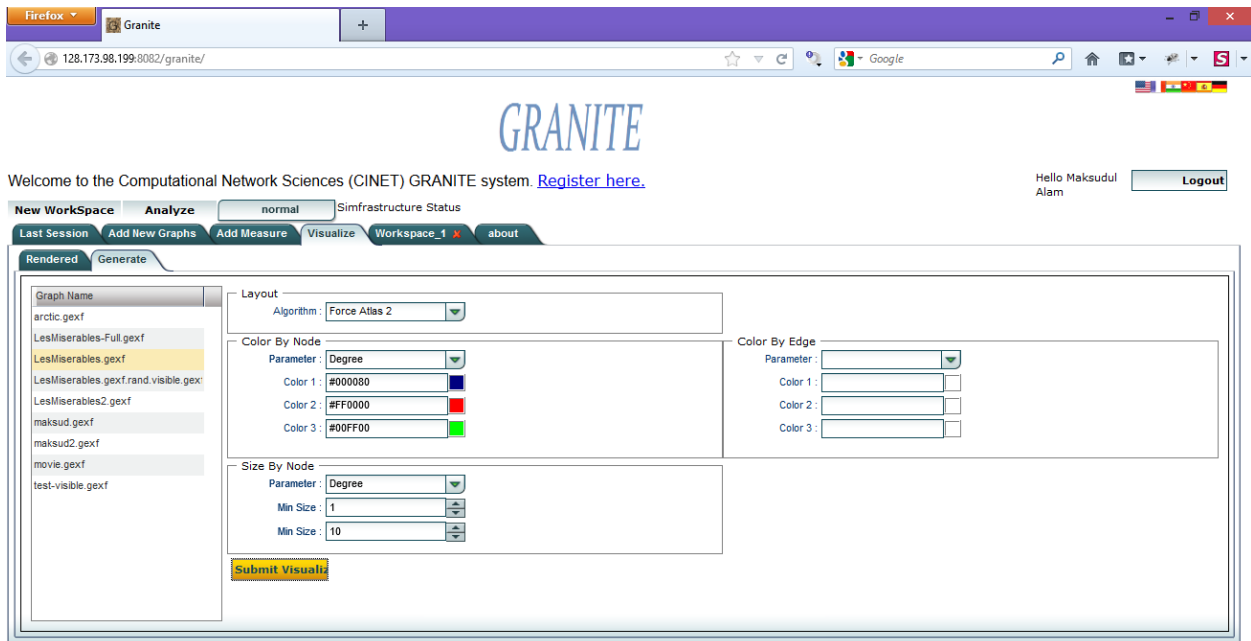 Firefox
Granite
128.173.98.199:8082/granite/
Google
GRANITE
Welcome to the Computational Network Sciences (CINET) GRANITE system. Register here.
Hello Maksudul Alam
Logout
New WorkSpace Analyze normal Simfrastructure Status
Last Session Add New Graphs Add Measure Visualize Workspace_1 x about
Rendered Generate
Graph Name
arctic.gexf
LesMiserables-Full.gexf
LesMiserables.gexf
LesMiserables.gexf.rand.visible.gex
LesMiserables2.gexf
maksud.gexf
maksud2.gexf
movie.gexf
test-visible.gexf
Layout
Algorithm : Force Atlas 2
Color By Node
Parameter : Degree
Color 1 : #000080
Color 2 : #FF0000
Color 3 : #00FF00
Color By Edge
Parameter :
Color 1 :
Color 2 :
Color 3 :
Size By Node
Parameter : Degree
Min Size : 1
Min Size : 10
Submit Visualiz